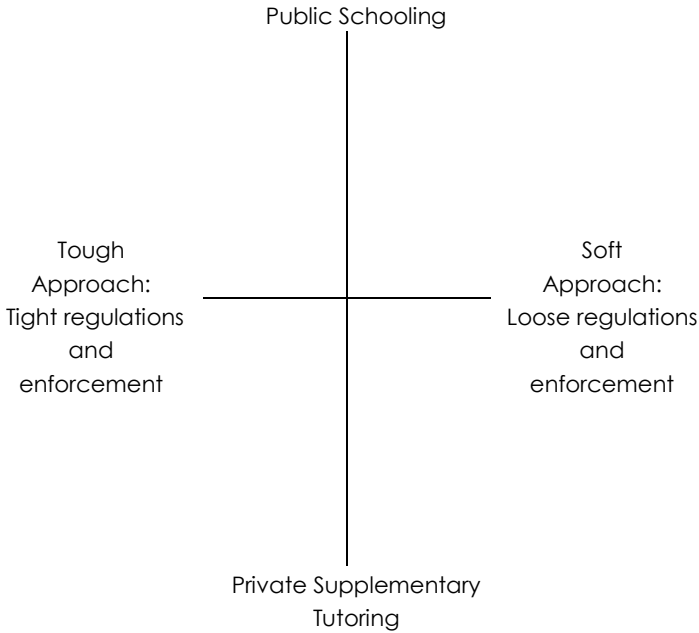 Public Schooling
Tough
Approach:
Tight regulations
and
enforcement
Soft
Approach:
Loose regulations
and
enforcement
Private Supplementary
Tutoring